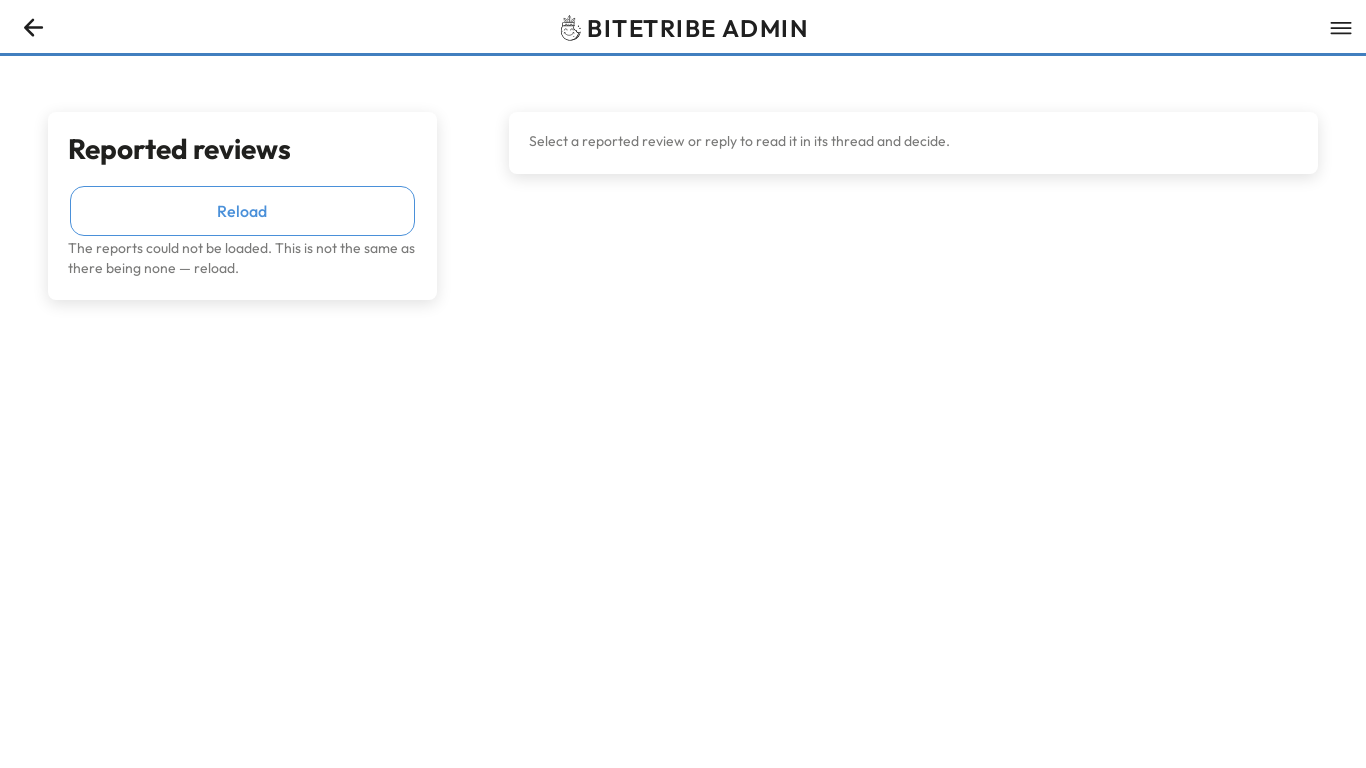 BITETRIBE ADMIN
Reported reviews
Reload
The reports could not be loaded. This is not the same as
there being none — reload.
Select a reported review or reply to read it in its thread and decide.